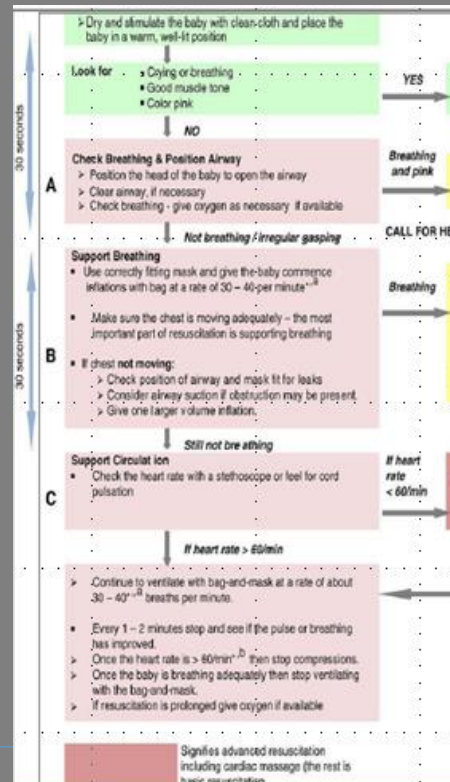 ➢ Dry and stimulate the baby with clean cloth and place the
baby in a warm, well-lit position
Look for
➢ Crying or breathing
▪ Good muscle tone
▪ Color pink
YES
30 seconds
NO
A
Check Breathing & Position Airway
➢ Position the head of the baby to open the airway
➢ Clear airway, if necessary
➢ Check breathing - give oxygen as necessary if available
Breathing
and pink
Not breathing / irregular gasping
CALL FOR HE
30 seconds
B
Support Breathing
▪ Use correctly fitting mask and give the baby commence
inflations with bag at a rate of 30 – 40 per minute
▪ Make sure the chest is moving adequately – the most
important part of resuscitation is supporting breathing
▪ If chest not moving:
➢ Check position of airway and mask fit for leaks
➢ Consider airway suction if obstruction may be present.
➢ Give one larger volume inflation.
Breathing
Still not breathing
C
Support Circulation
▪ Check the heart rate with a stethoscope or feel for cord
pulsation
If heart
rate
< 60/min
If heart rate > 60/min
➢ Continue to ventilate with bag-and-mask at a rate of about
30 – 40 breaths per minute.
▪ Every 1 – 2 minutes stop and see if the pulse or breathing
has improved.
➢ Once the heart rate is > 60/min then stop compressions.
➢ Once the baby is breathing adequately then stop ventilating
with the bag-and-mask.
➢ if resuscitation is prolonged give oxygen if available
Signifies advanced resuscitation
including cardiac massage (the rest is
basic resuscitation